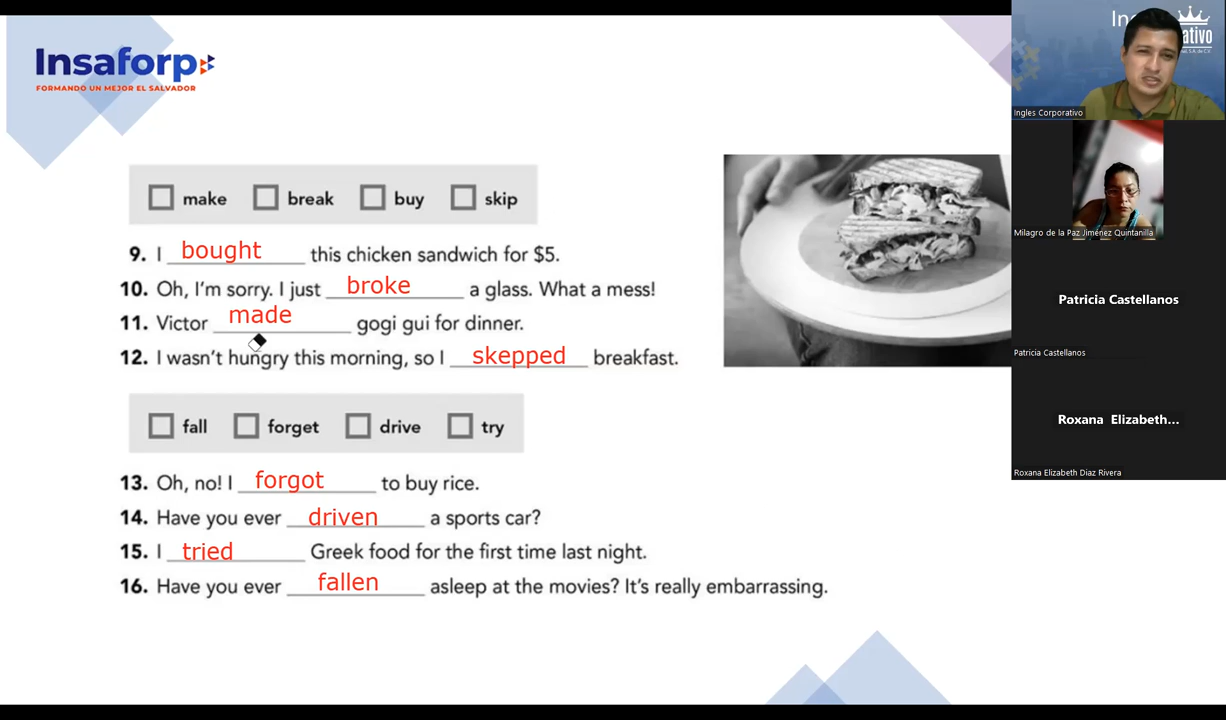 Insaforp
FORMANDO UN MEJOR EL SALVADOR
make break buy skip
9. I bought this chicken sandwich for $5.
10. Oh, I'm sorry. I just broke a glass. What a mess!
11. Victor made gogi gui for dinner.
12. I wasn't hungry this morning, so I skepped breakfast.
fall forget drive try
13. Oh, no! I forgot to buy rice.
14. Have you ever driven a sports car?
15. I tried Greek food for the first time last night.
16. Have you ever fallen asleep at the movies? It's really embarrassing.
Ingles Corporativo
Milagro de la Paz Jiménez Quintanilla
Patricia Castellanos
Patricia Castellanos
Roxana Elizabeth...
Roxana Elizabeth Diaz Rivera